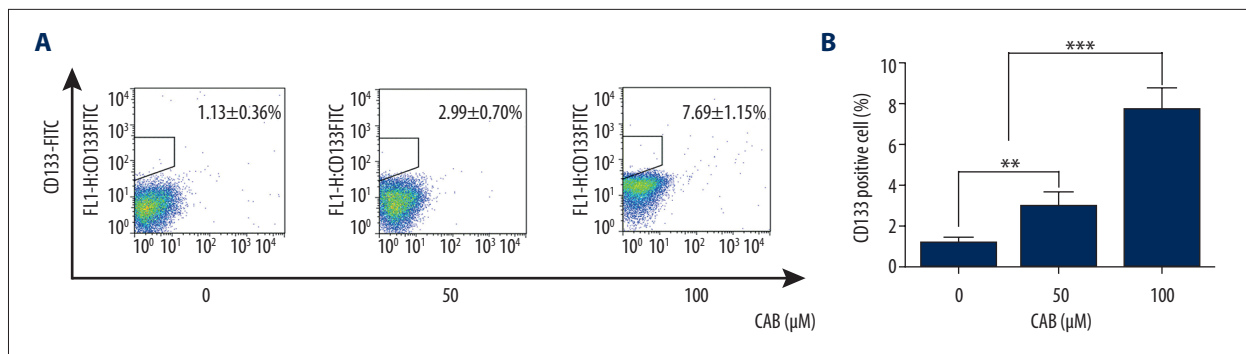 A
CD133-FITC
FL1-H:CD133FITC
10⁴
10³
10²
10¹
10⁰
1.13±0.36%
10⁰ 10¹ 10² 10³ 10⁴
FL1-H:CD133FITC
10⁴
10³
10²
10¹
10⁰
2.99±0.70%
10⁰ 10¹ 10² 10³ 10⁴
FL1-H:CD133FITC
10⁴
10³
10²
10¹
10⁰
7.69±1.15%
10⁰ 10¹ 10² 10³ 10⁴
0 50 100
CAB (µM)
B
CD133 positive cell (%)
10
8
6
4
2
0
**
***
0 50 100
CAB (µM)